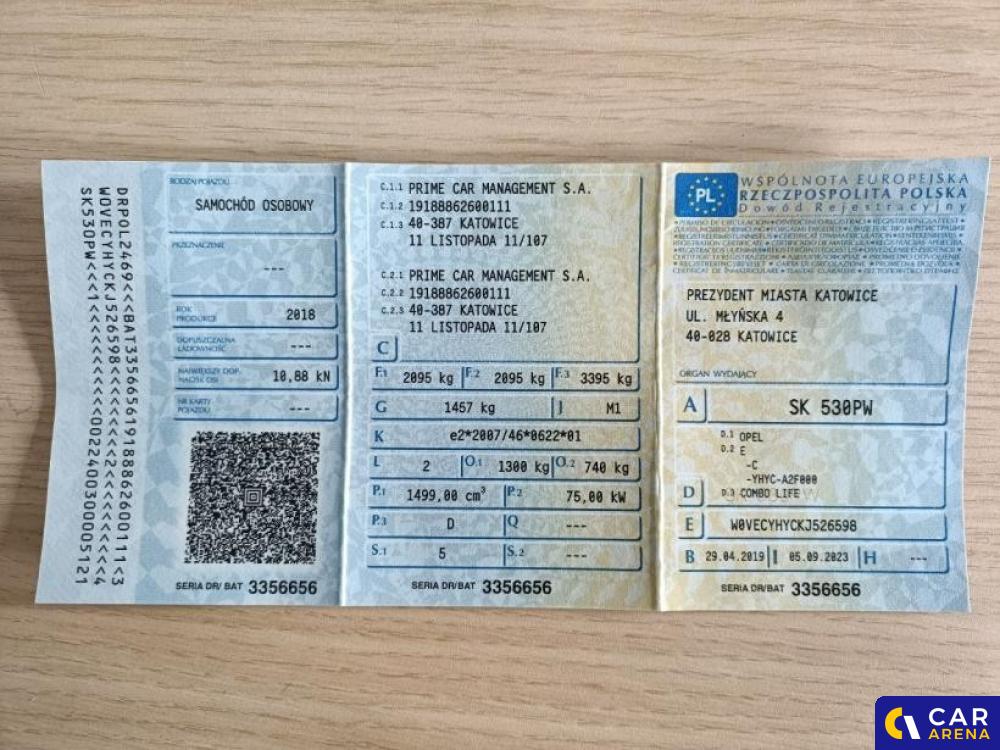 DRPOL2469<<BAT3356656191888626001 11<3
W0VECYHYCKJ526598<<<<<<<<2<<<<<<<<4
SK530PW<<<1<<<<<<<<<<00224003000005121
RODZAJ POJAZDU
SAMOCHÓD OSOBOWY
PRZEZNACZENIE
---
ROK PRODUKCJI
2018
DOPUSZCZALNA ŁADOWNOŚĆ
---
NAJWIĘKSZY DOP. NACISK OSI
10,88 kN
NR KARTY POJAZDU
---
SERIA DR/BAT 3356656
C.1.1 PRIME CAR MANAGEMENT S.A.
C.1.2 19188862600111
C.1.3 40-387 KATOWICE
11 LISTOPADA 11/107
C.2.1 PRIME CAR MANAGEMENT S.A.
C.2.2 19188862600111
C.2.3 40-387 KATOWICE
11 LISTOPADA 11/107
C
F.1 2095 kg F.2 2095 kg F.3 3395 kg
G 1457 kg J M1
K e2*2007/46*0622*01
L 2 O.1 1300 kg O.2 740 kg
P.1 1499,00 cm³ P.2 75,00 kW
P.3 D Q ---
S.1 5 S.2 ---
SERIA DR/BAT 3356656
PL
WSPÓLNOTA EUROPEJSKA
RZECZPOSPOLITA POLSKA
Dowód Rejestracyjny
PREZYDENT MIASTA KATOWICE
UL. MŁYŃSKA 4
40-028 KATOWICE
ORGAN WYDAJĄCY
A SK 530PW
D.1 OPEL
D.2 E
-C
-YHYC-A2F000
D D.3 COMBO LIFE
E W0VECYHYCKJ526598
B 29.04.2019 I 05.09.2023 H ---
SERIA DR/BAT 3356656
CAR
ARENA